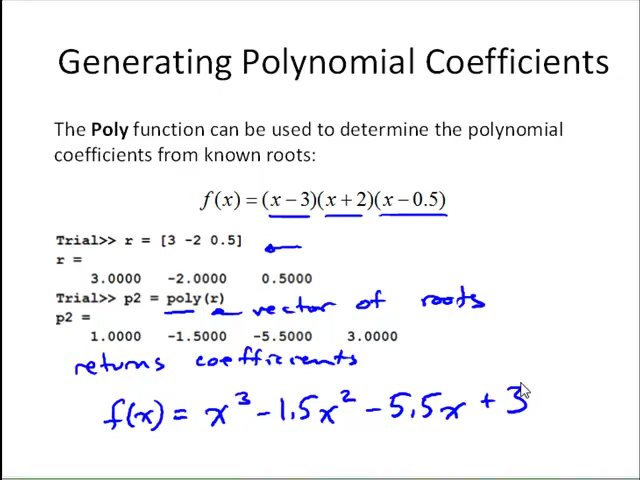 Generating Polynomial Coefficients
The Poly function can be used to determine the polynomial
coefficients from known roots:
f(x) = (x − 3)(x + 2)(x − 0.5)
Trial>> r = [3 -2 0.5]
r =
3.0000 -2.0000 0.5000
Trial>> p2 = poly(r) vector of roots
p2 =
1.0000 -1.5000 -5.5000 3.0000
returns coefficients
f(x) = x³ - 1.5x² - 5.5x + 3